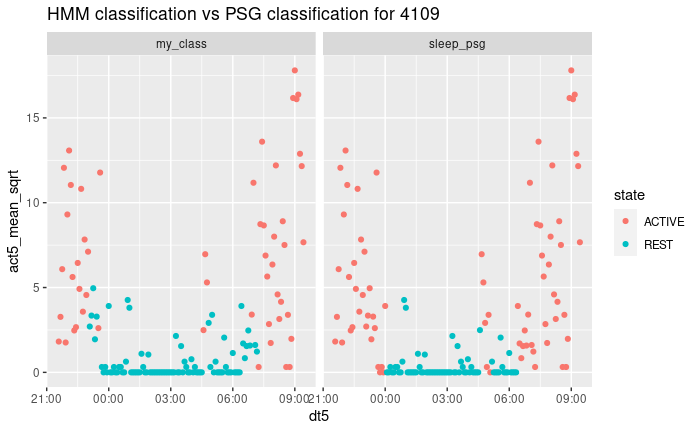 HMM classification vs PSG classification for 4109
my_class sleep_psg
act5_mean_sqrt
15
10
5
0
21:00 00:00 03:00 06:00 09:00 21:00 00:00 03:00 06:00 09:00
dt5
state
ACTIVE
REST